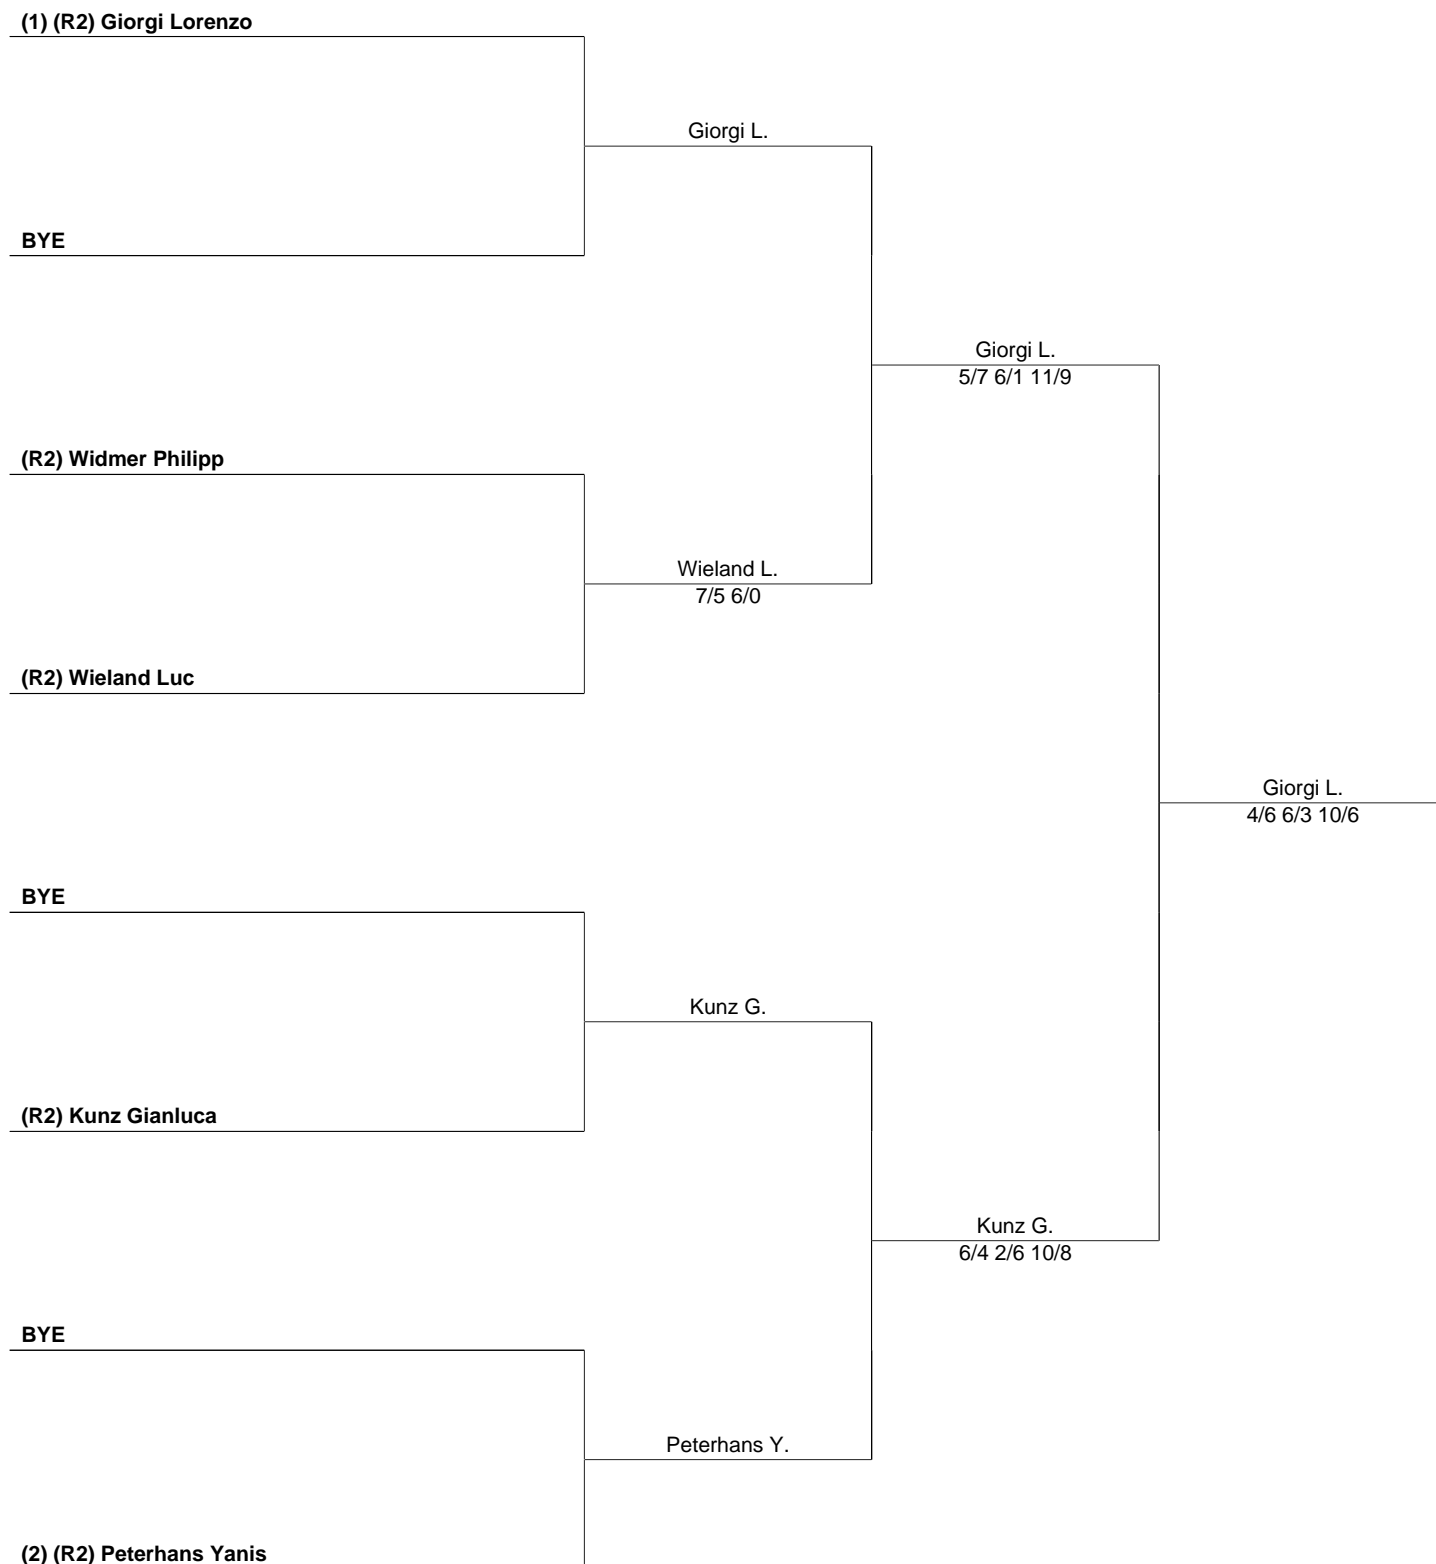 (1) (R2) Giorgi Lorenzo
Giorgi L.
BYE
Giorgi L.
5/7 6/1 11/9
(R2) Widmer Philipp
Wieland L.
7/5 6/0
(R2) Wieland Luc
Giorgi L.
4/6 6/3 10/6
BYE
Kunz G.
(R2) Kunz Gianluca
Kunz G.
6/4 2/6 10/8
BYE
Peterhans Y.
(2) (R2) Peterhans Yanis